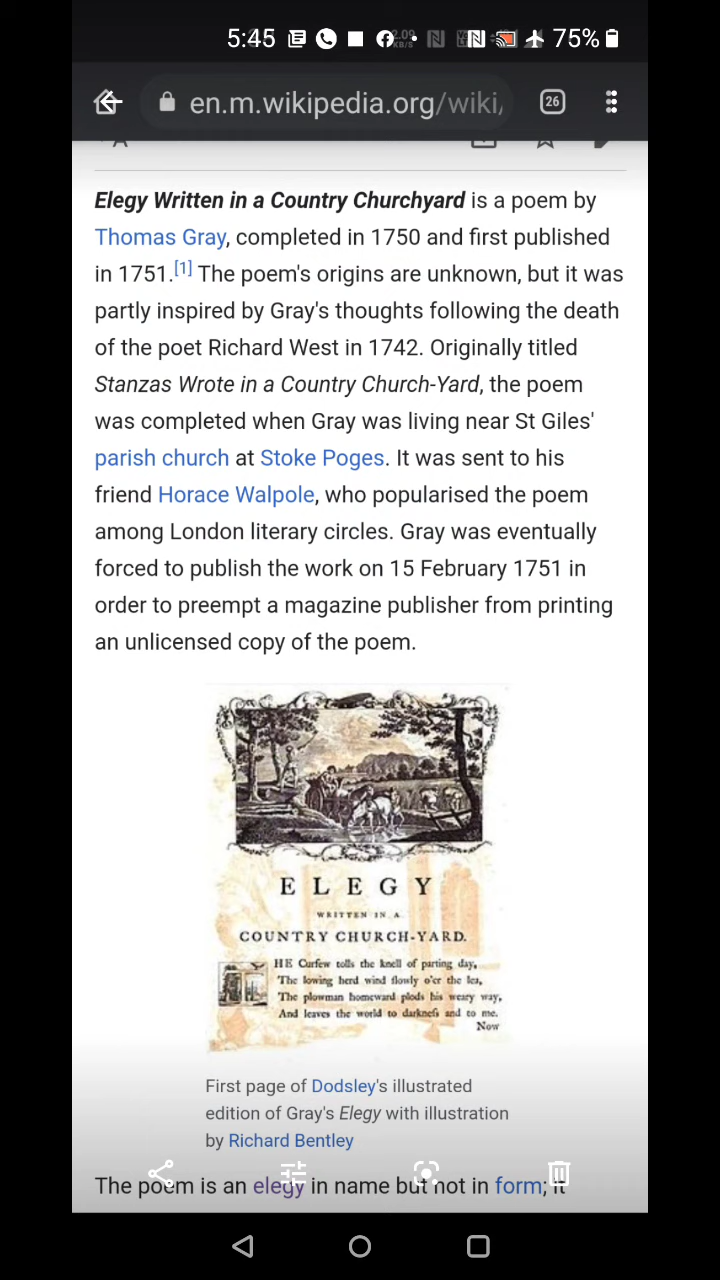 5:45
2.09
KB/S
75%
en.m.wikipedia.org/wiki/
26
Elegy Written in a Country Churchyard is a poem by
Thomas Gray, completed in 1750 and first published
in 1751.[1] The poem's origins are unknown, but it was
partly inspired by Gray's thoughts following the death
of the poet Richard West in 1742. Originally titled
Stanzas Wrote in a Country Church-Yard, the poem
was completed when Gray was living near St Giles'
parish church at Stoke Poges. It was sent to his
friend Horace Walpole, who popularised the poem
among London literary circles. Gray was eventually
forced to publish the work on 15 February 1751 in
order to preempt a magazine publisher from printing
an unlicensed copy of the poem.
ELEGY
WRITTEN IN A
COUNTRY CHURCH-YARD.
HE Curfew tolls the knell of parting day,
The lowing herd wind ſlowly o'er the lea,
The plowman homeward plods his weary way,
And leaves the world to darkneſs and to me.
Now
First page of Dodsley's illustrated
edition of Gray's Elegy with illustration
by Richard Bentley
The poem is an elegy in name but not in form; it